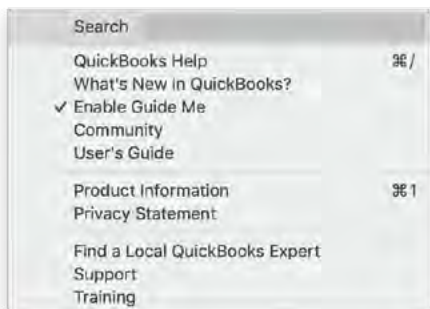 Search
QuickBooks Help ⌘/
What's New in QuickBooks?
✓ Enable Guide Me
Community
User's Guide
Product Information ⌘1
Privacy Statement
Find a Local QuickBooks Expert
Support
Training